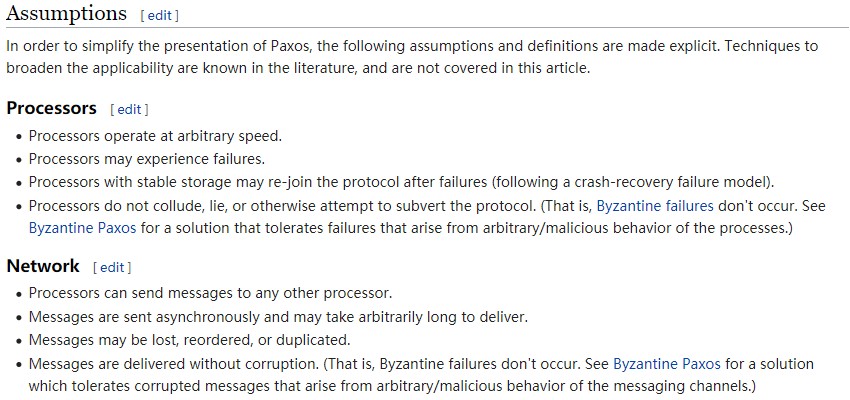 Assumptions [ edit ]
In order to simplify the presentation of Paxos, the following assumptions and definitions are made explicit. Techniques to
broaden the applicability are known in the literature, and are not covered in this article.
Processors [ edit ]
• Processors operate at arbitrary speed.
• Processors may experience failures.
• Processors with stable storage may re-join the protocol after failures (following a crash-recovery failure model).
• Processors do not collude, lie, or otherwise attempt to subvert the protocol. (That is, Byzantine failures don't occur. See
Byzantine Paxos for a solution that tolerates failures that arise from arbitrary/malicious behavior of the processes.)
Network [ edit ]
• Processors can send messages to any other processor.
• Messages are sent asynchronously and may take arbitrarily long to deliver.
• Messages may be lost, reordered, or duplicated.
• Messages are delivered without corruption. (That is, Byzantine failures don't occur. See Byzantine Paxos for a solution
which tolerates corrupted messages that arise from arbitrary/malicious behavior of the messaging channels.)